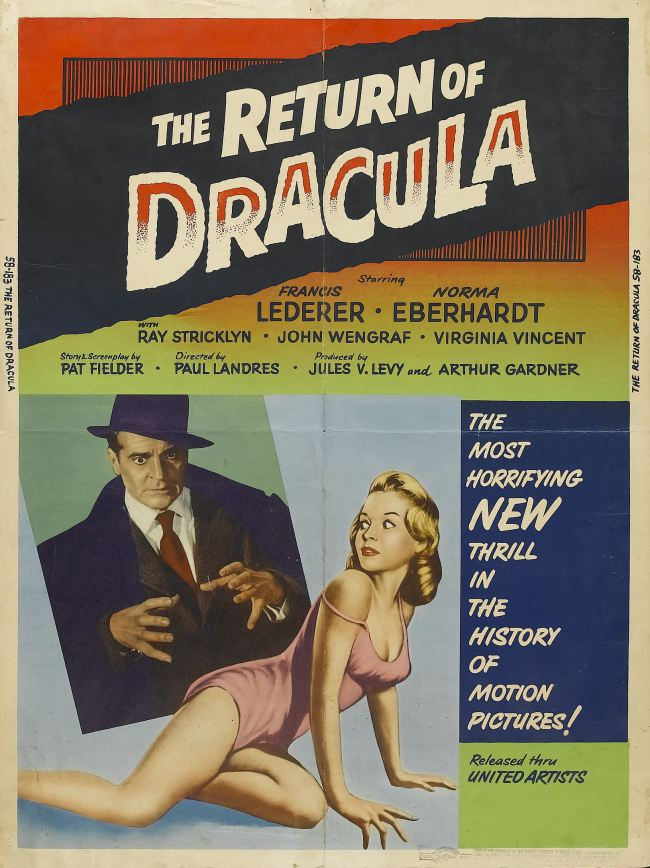 THE RETURN OF
DRACULA
Starring
FRANCIS NORMA
LEDERER · EBERHARDT
WITH
RAY STRICKLYN · JOHN WENGRAF · VIRGINIA VINCENT
Story & Screenplay by Directed by Produced by
PAT FIELDER · PAUL LANDRES · JULES V. LEVY and ARTHUR GARDNER
58-183 THE RETURN OF DRACULA
THE RETURN OF DRACULA 58-183
THE
MOST
HORRIFYING
NEW
THRILL
IN
THE
HISTORY
OF
MOTION
PICTURES!
Released thru
UNITED ARTISTS